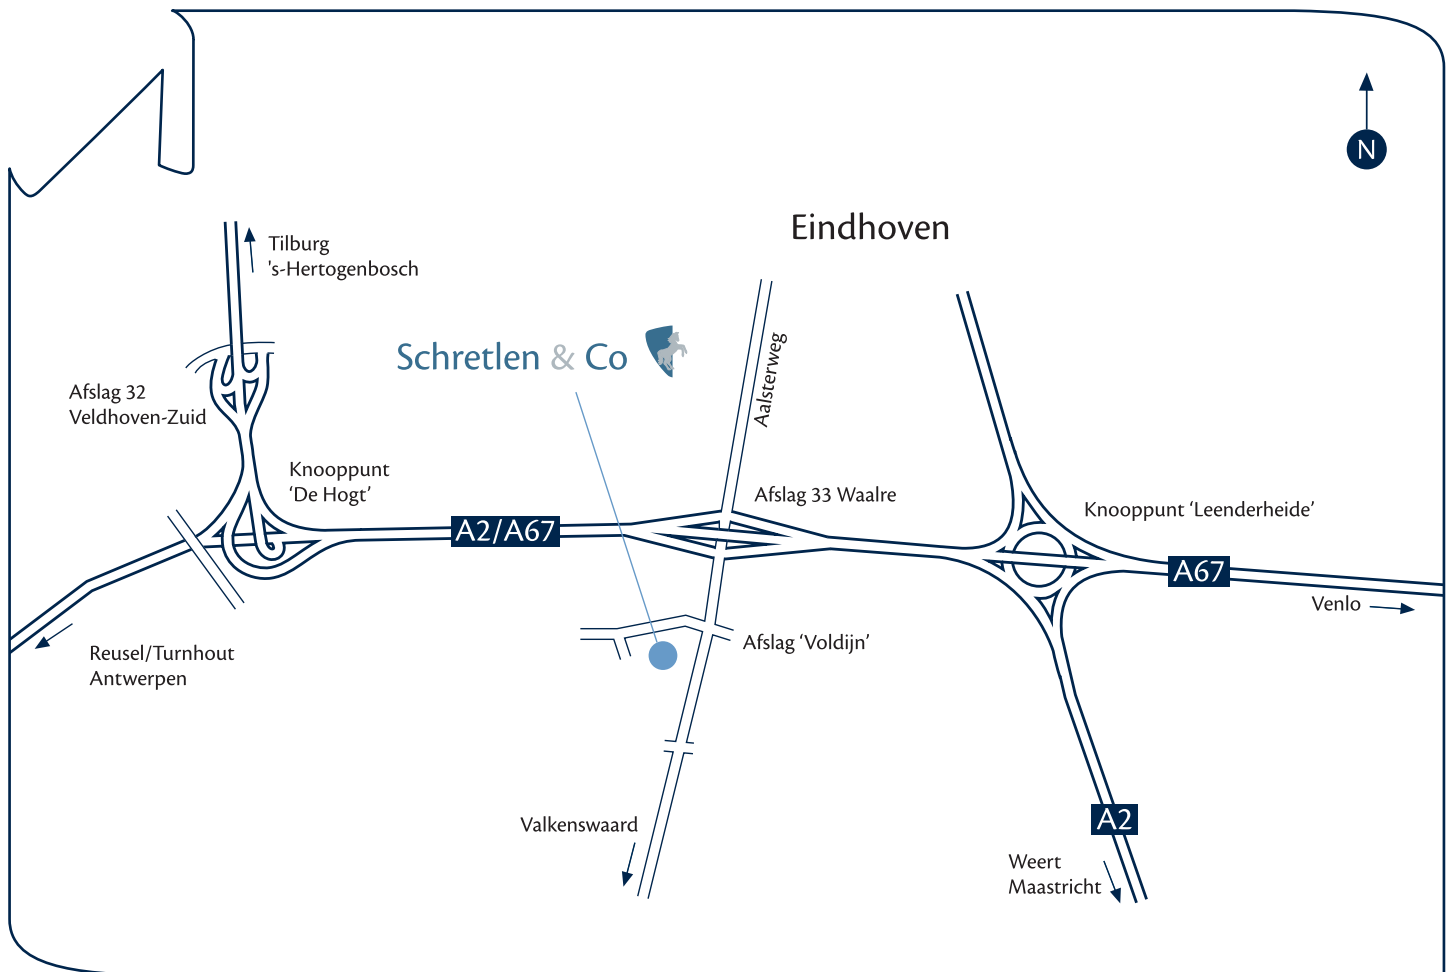 N
Eindhoven
Tilburg
's-Hertogenbosch
Aalsterweg
Schretlen & Co
Afslag 32
Veldhoven-Zuid
Knooppunt
‘De Hogt’
Afslag 33 Waalre
Knooppunt ‘Leenderheide’
A2/A67
A67
Venlo
Afslag ‘Voldijn’
Reusel/Turnhout
Antwerpen
Valkenswaard
A2
Weert
Maastricht